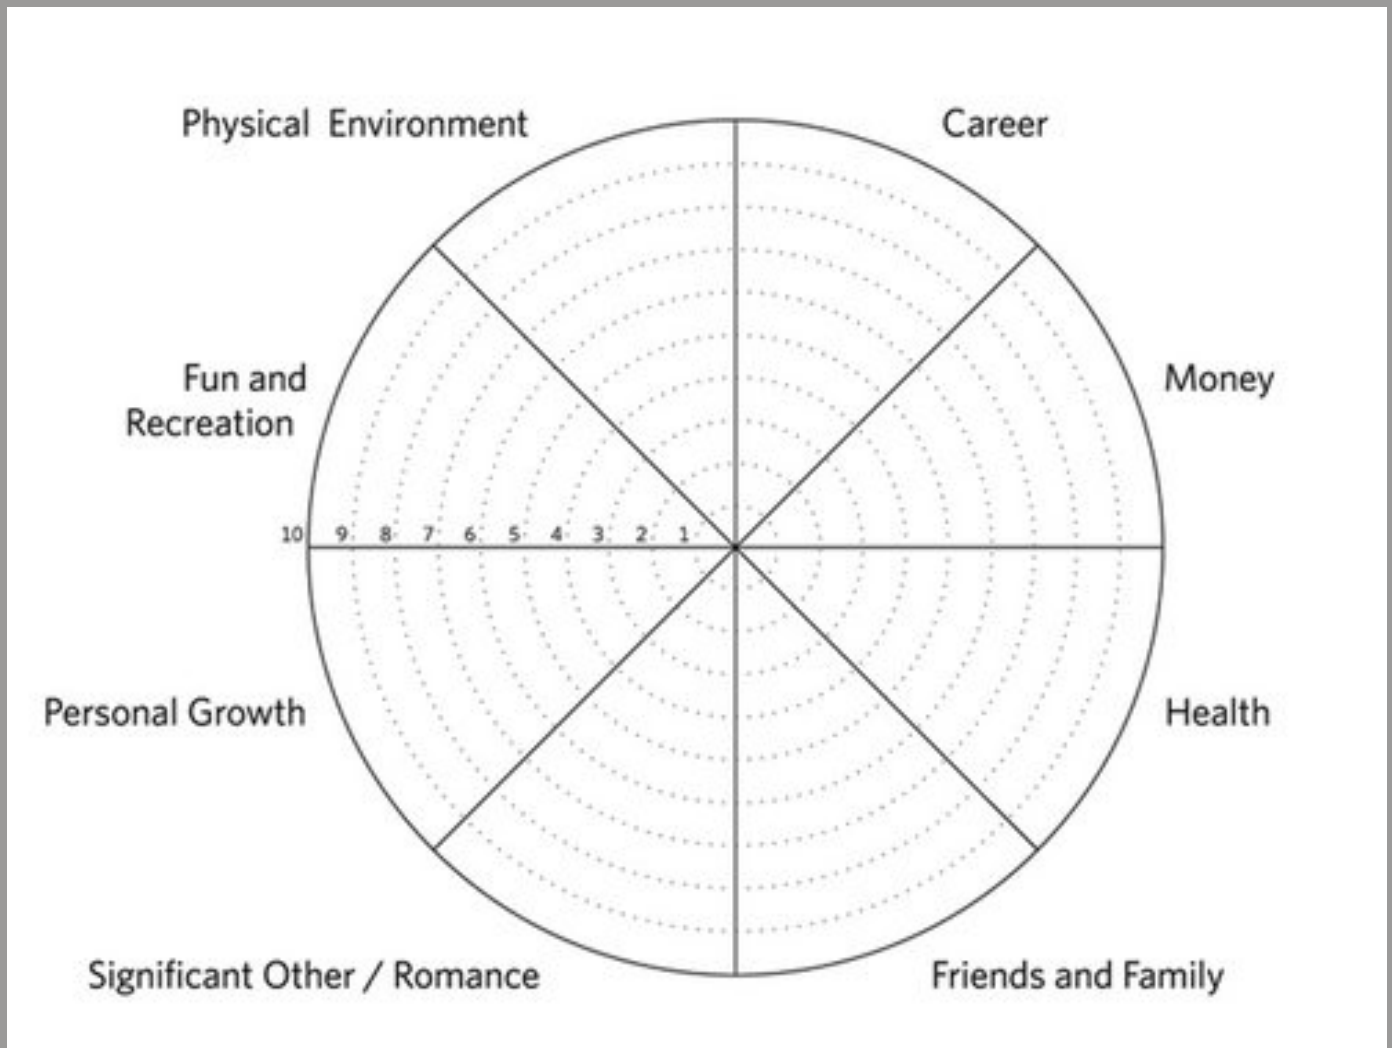 Physical Environment
Career
Fun and
Recreation
Money
10 9 8 7 6 5 4 3 2 1
Personal Growth
Health
Significant Other / Romance
Friends and Family